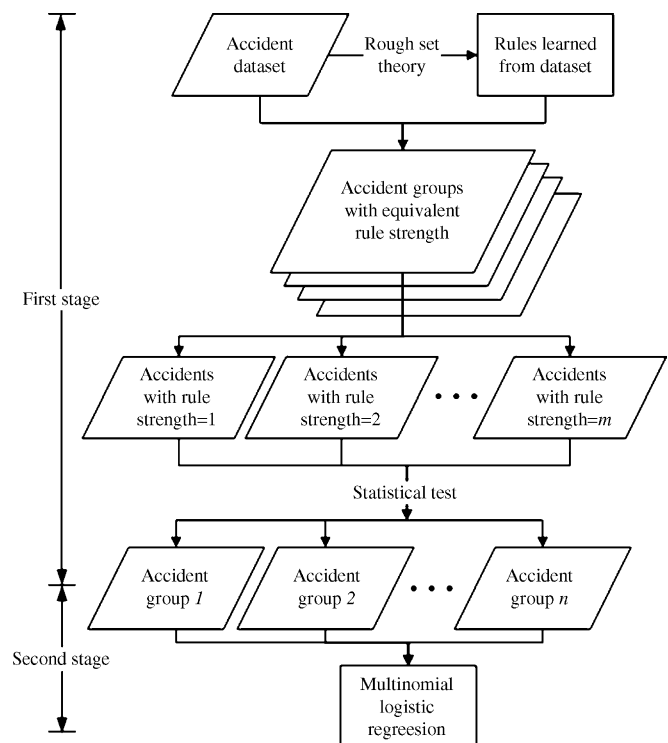 Accident
dataset
Rough set
theory
Rules learned
from dataset
Accident groups
with equivalent
rule strength
First stage
Accidents
with rule
strength=1
Accidents
with rule
strength=2
Accidents
with rule
strength=m
Statistical test
Accident
group 1
Accident
group 2
Accident
group n
Second stage
Multinomial
logistic
regreesion